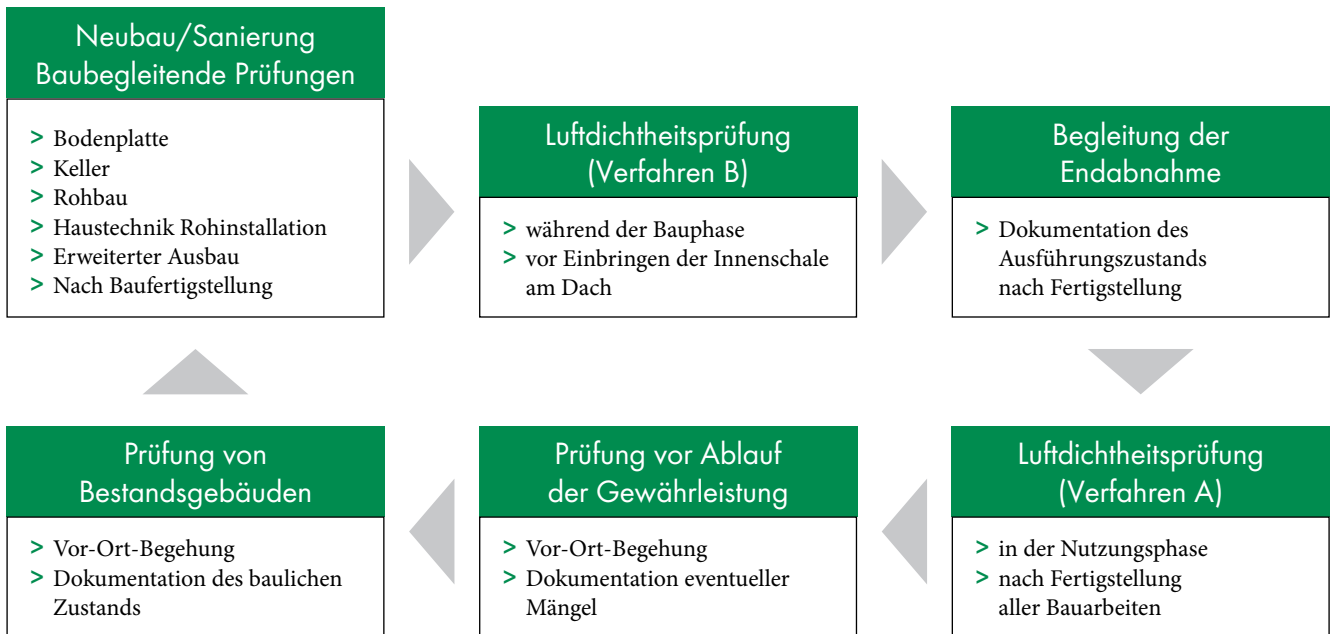 Neubau/Sanierung
Baubegleitende Prüfungen
> Bodenplatte
> Keller
> Rohbau
> Haustechnik Rohinstallation
> Erweiterter Ausbau
> Nach Baufertigstellung
Luftdichtheitsprüfung
(Verfahren B)
> während der Bauphase
> vor Einbringen der Innenschale
am Dach
Begleitung der
Endabnahme
> Dokumentation des
Ausführungszustands
nach Fertigstellung
Luftdichtheitsprüfung
(Verfahren A)
> in der Nutzungsphase
> nach Fertigstellung
aller Bauarbeiten
Prüfung vor Ablauf
der Gewährleistung
> Vor-Ort-Begehung
> Dokumentation eventueller
Mängel
Prüfung von
Bestandsgebäuden
> Vor-Ort-Begehung
> Dokumentation des baulichen
Zustands